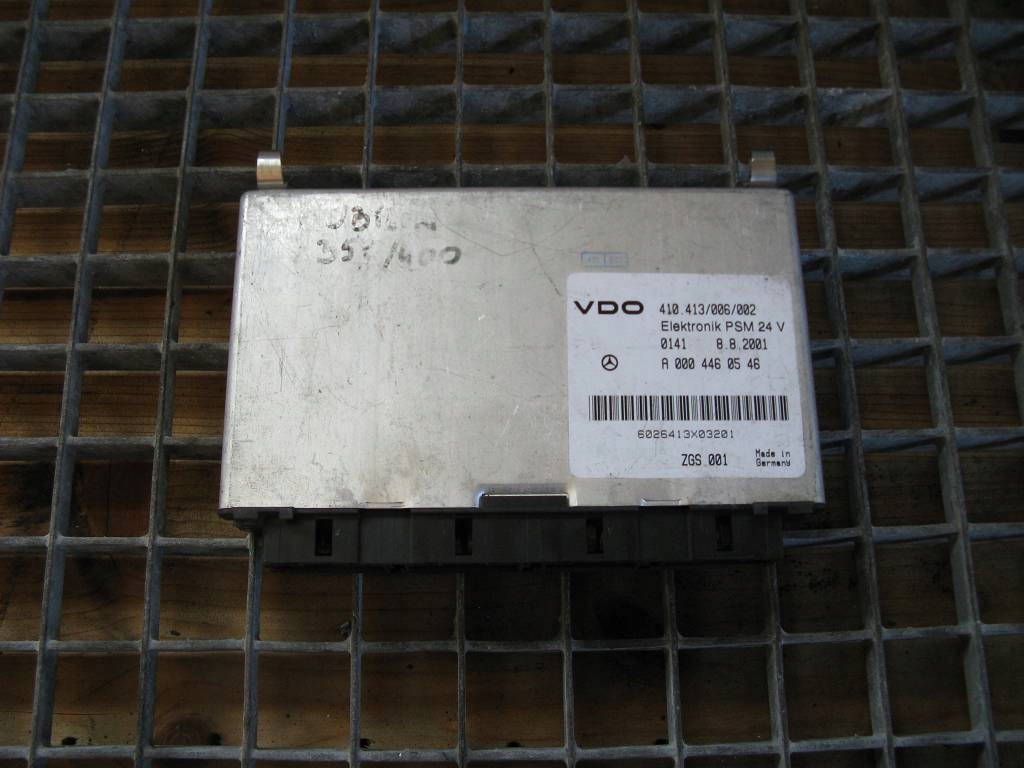 /400
VDO 410.413/006/002
Elektronik PSM 24 V
0141 8.8.2001
A 000 446 05 46
6026413X03201
ZGS 001
Made in
Germany